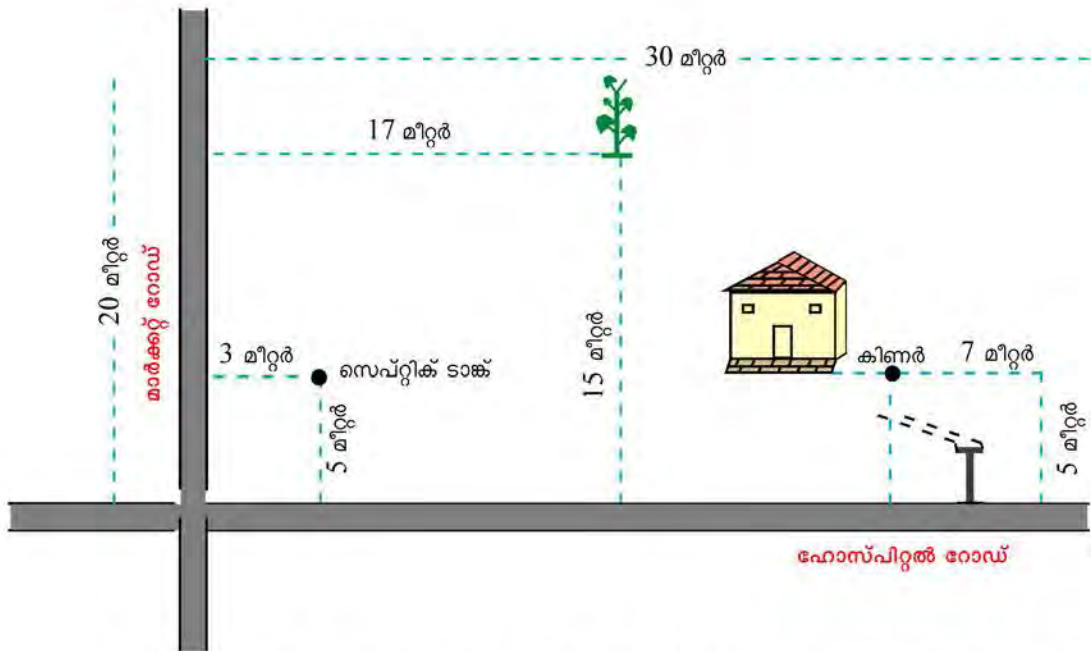 30 മീറ്റർ
17 മീറ്റർ
20 മീറ്റർ
മാർക്കറ്റ് റോഡ്
3 മീറ്റർ
സെപ്റ്റിക് ടാങ്ക്
5 മീറ്റർ
15 മീറ്റർ
കിണർ
7 മീറ്റർ
5 മീറ്റർ
ഹോസ്പിറ്റൽ റോഡ്